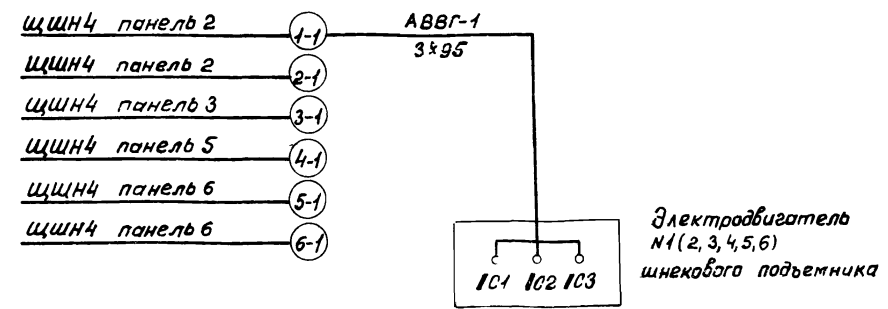 ЩШН4 панель 2 1-1 АВВГ-1
3×95
ЩШН4 панель 2 2-1
ЩШН4 панель 3 3-1
ЩШН4 панель 5 4-1
ЩШН4 панель 6 5-1
ЩШН4 панель 6 6-1
Электродвигатель
N1(2,3,4,5,6)
шнекового подъемника
1С1 1С2 1С3